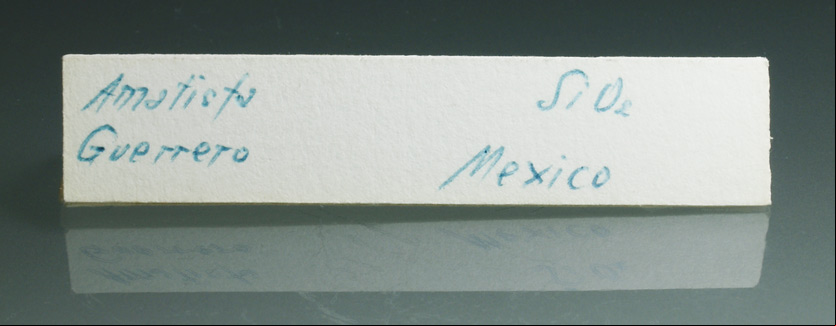 Amatista SiO₂
Guerrero Mexico